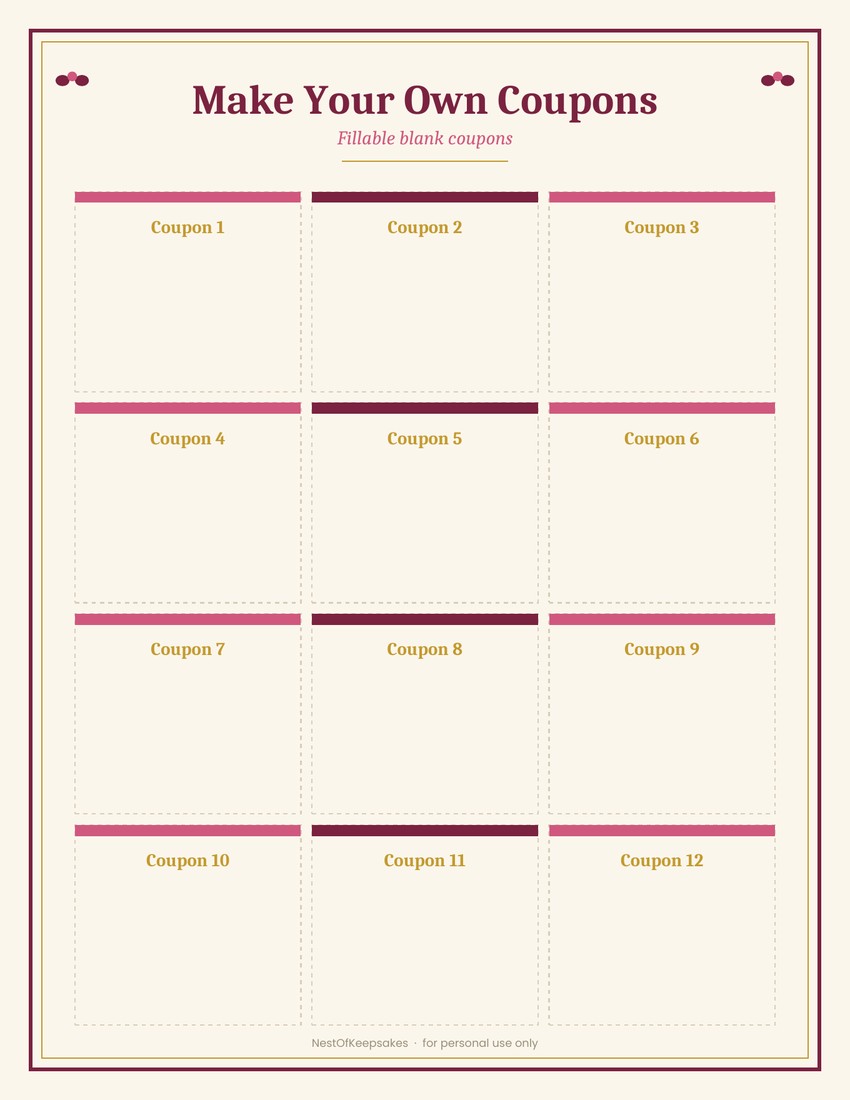 Make Your Own Coupons
Fillable blank coupons
Coupon 1
Coupon 2
Coupon 3
Coupon 4
Coupon 5
Coupon 6
Coupon 7
Coupon 8
Coupon 9
Coupon 10
Coupon 11
Coupon 12
NestOfKeepsakes · for personal use only